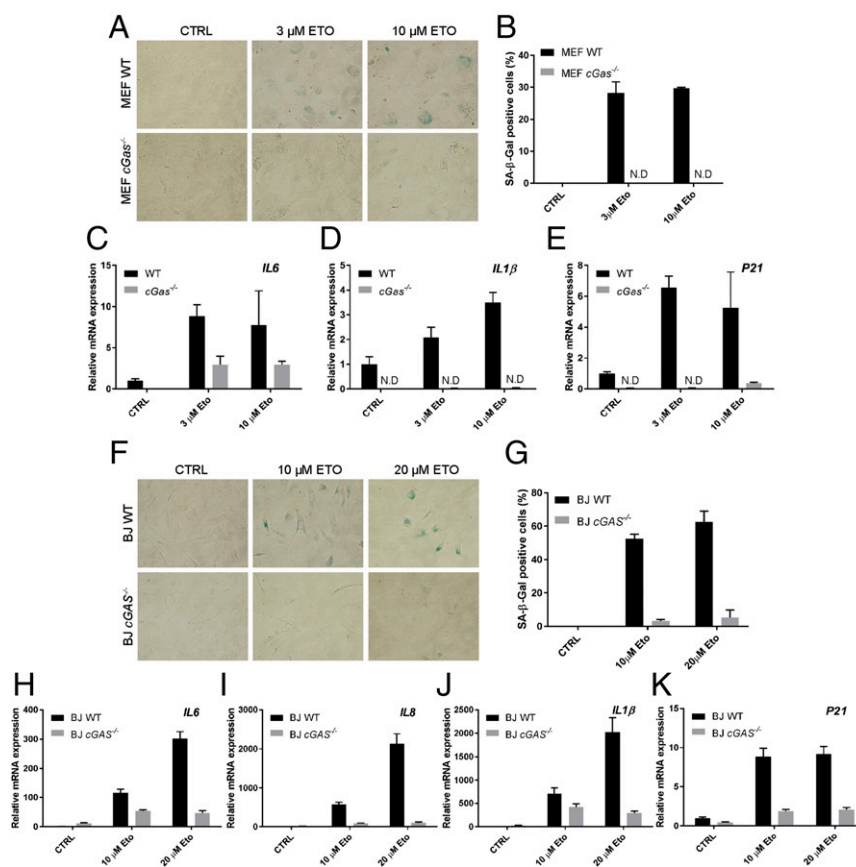 A
CTRL
3 µM ETO
10 µM ETO
MEF WT
MEF cGas-/-
B
SA-β-Gal positive cells (%)
40
30
20
10
0
MEF WT
MEF cGas-/-
N.D
N.D
CTRL
3µM Eto
10µM Eto
C
Relative mRNA expression
15
10
5
0
WT
cGas-/-
IL6
CTRL
3 µM Eto
10 µM Eto
D
Relative mRNA expression
5
4
3
2
1
0
WT
cGas-/-
IL1β
N.D
N.D
N.D
CTRL
3 µM Eto
10 µM Eto
E
Relative mRNA expression
8
6
4
2
0
WT
cGas-/-
P21
N.D
N.D
CTRL
3 µM Eto
10 µM Eto
F
CTRL
10 µM ETO
20 µM ETO
BJ WT
BJ cGAS-/-
G
SA-β-Gal positive cells (%)
80
60
40
20
0
BJ WT
BJ cGAS-/-
CTRL
10µM Eto
20µM Eto
H
Relative mRNA expression
400
300
200
100
0
BJ WT
BJ cGAS-/-
IL6
CTRL
10 µM Eto
20 µM Eto
I
Relative mRNA expression
3000
2000
1000
0
BJ WT
BJ cGAS-/-
IL8
CTRL
10 µM Eto
20 µM Eto
J
Relative mRNA expression
2500
2000
1500
1000
500
0
BJ WT
BJ cGAS-/-
IL1β
CTRL
10 µM Eto
20 µM Eto
K
Relative mRNA expression
15
10
5
0
BJ WT
BJ cGAS-/-
P21
CTRL
10 µM Eto
20 µM Eto